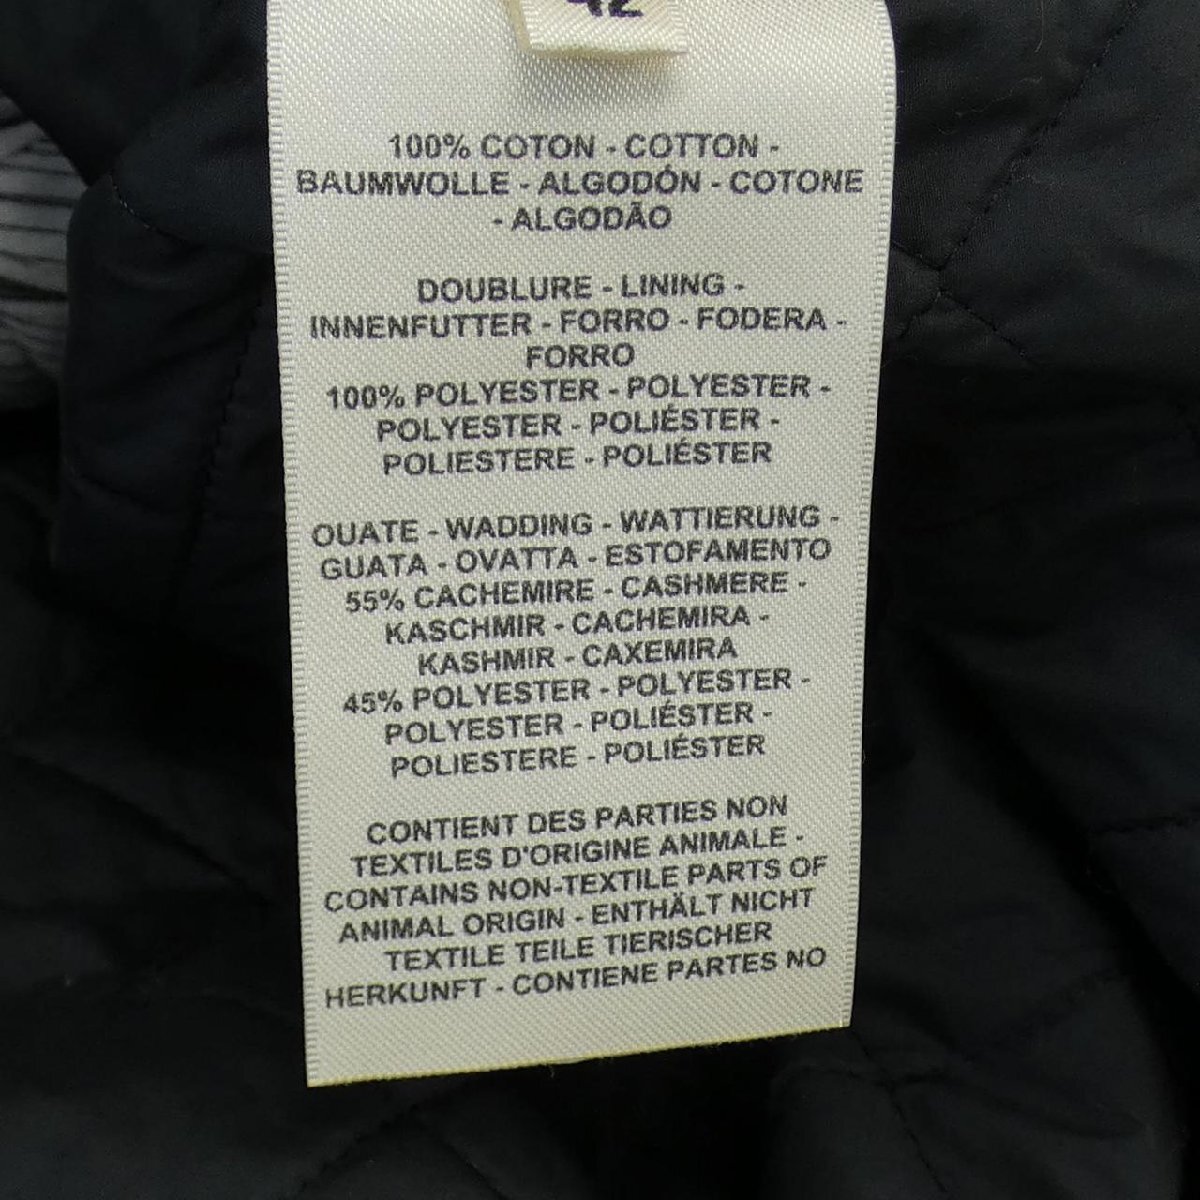 42
100% COTON - COTTON -
BAUMWOLLE - ALGODÓN - COTONE
- ALGODÃO
DOUBLURE - LINING -
INNENFUTTER - FORRO - FODERA -
FORRO
100% POLYESTER - POLYESTER -
POLYESTER - POLIÉSTER -
POLIESTERE - POLIÉSTER
OUATE - WADDING - WATTIERUNG -
GUATA - OVATTA - ESTOFAMENTO
55% CACHEMIRE - CASHMERE -
KASCHMIR - CACHEMIRA -
KASHMIR - CAXEMIRA
45% POLYESTER - POLYESTER -
POLYESTER - POLIÉSTER -
POLIESTERE - POLIÉSTER
CONTIENT DES PARTIES NON
TEXTILES D'ORIGINE ANIMALE -
CONTAINS NON-TEXTILE PARTS OF
ANIMAL ORIGIN - ENTHÄLT NICHT
TEXTILE TEILE TIERISCHER
HERKUNFT - CONTIENE PARTES NO